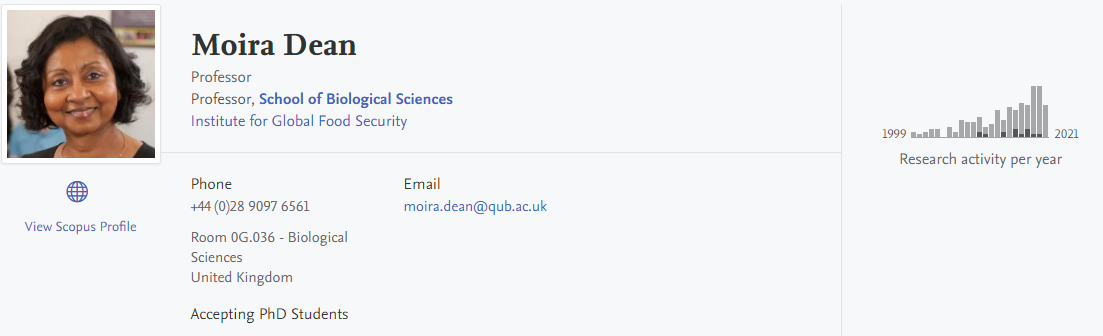 Moira Dean
Professor
Professor, School of Biological Sciences
Institute for Global Food Security
View Scopus Profile
Phone
+44 (0)28 9097 6561
Email
moira.dean@qub.ac.uk
Room 0G.036 - Biological
Sciences
United Kingdom
Accepting PhD Students
1999
2021
Research activity per year